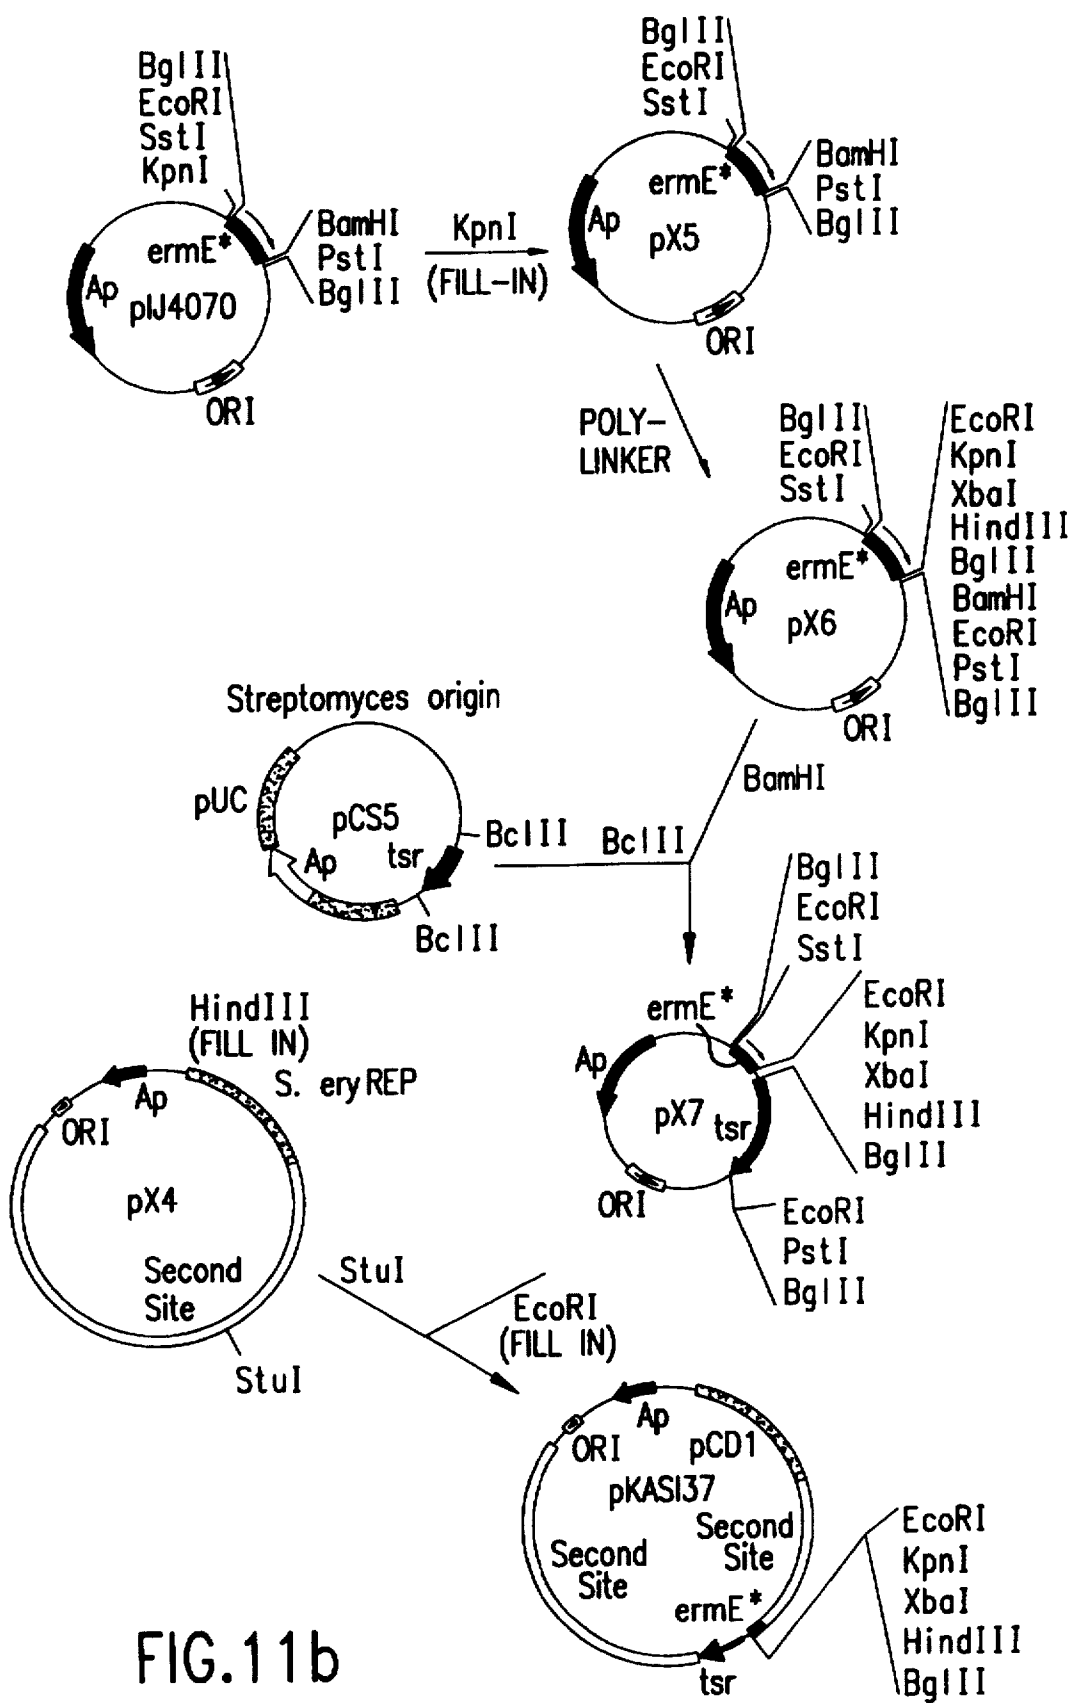 BglII
EcoRI
SstI
KpnI
ermE*
BamHI
PstI
BglII
Ap
pIJ4070
ORI
KpnI
(FILL-IN)
BglII
EcoRI
SstI
ermE*
BamHI
PstI
BglII
Ap
pX5
ORI
POLY-
LINKER
BglII
EcoRI
SstI
ermE*
EcoRI
KpnI
XbaI
HindIII
BglII
BamHI
EcoRI
PstI
BglII
Ap
pX6
ORI
Streptomyces origin
pUC
pCS5
Ap
tsr
BclII
BclII
BclII
BamHI
BglII
EcoRI
SstI
ermE*
EcoRI
KpnI
XbaI
HindIII
BglII
Ap
pX7
tsr
ORI
EcoRI
PstI
BglII
HindIII
(FILL IN)
S. eryREP
Ap
ORI
pX4
Second
Site
StuI
StuI
EcoRI
(FILL IN)
Ap
ORI
pCD1
pKASI37
Second
Site
Second
Site
ermE*
tsr
EcoRI
KpnI
XbaI
HindIII
BglII
FIG.11b